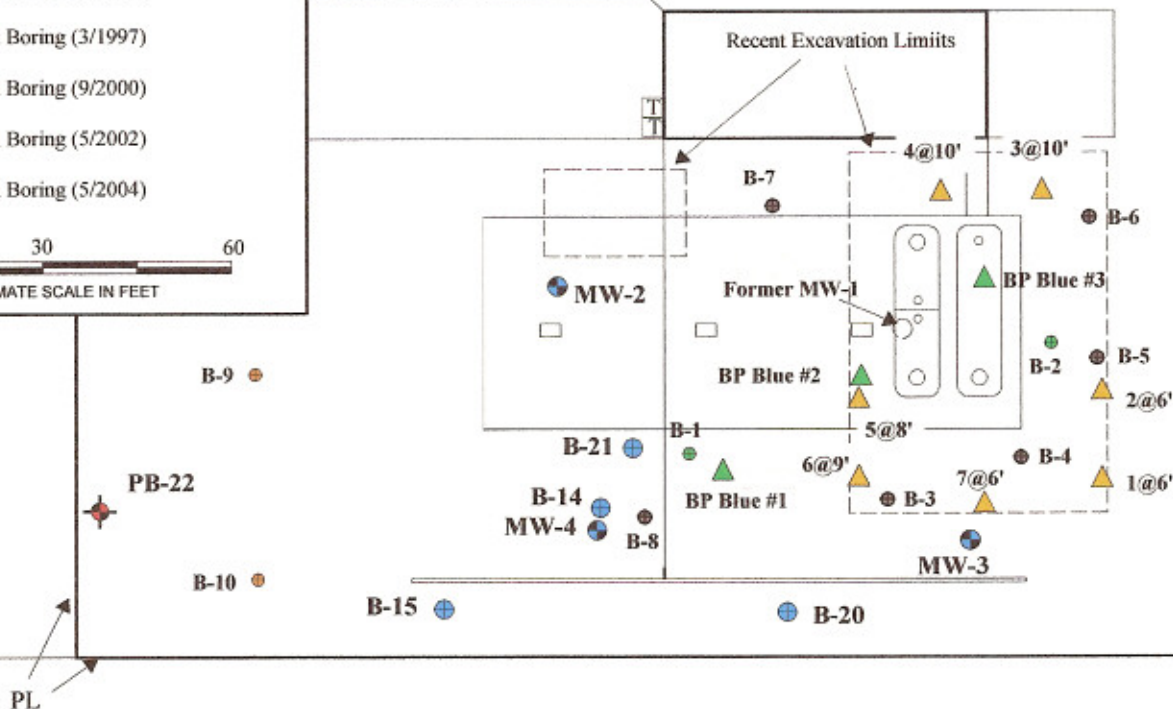 Boring (3/1997)
Boring (9/2000)
Boring (5/2002)
Boring (5/2004)
30 60
MATE SCALE IN FEET
Recent Excavation Limiits
T
T
4@10' 3@10'
B-7
B-6
MW-2
Former MW-1
BP Blue #3
B-9
BP Blue #2
B-2
B-5
2@6'
5@8'
B-21
B-1
B-4
6@9'
7@6'
1@6'
PB-22
B-14
BP Blue #1
B-3
MW-4
B-8
MW-3
B-10
B-15
B-20
PL